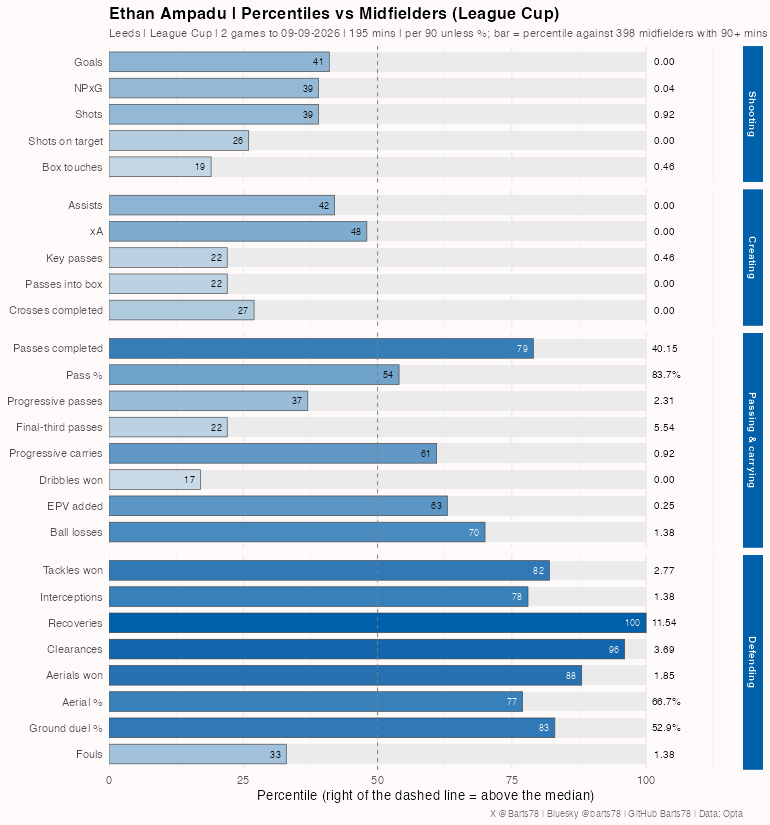 Ethan Ampadu | Percentiles vs Midfielders (League Cup)
Leeds | League Cup | 2 games to 09-09-2026 | 195 mins | per 90 unless %; bar = percentile against 398 midfielders with 90+ mins
Goals 41 0.00
NPxG 39 0.04
Shots 39 0.92
Shots on target 26 0.00
Box touches 19 0.46
Shooting
Assists 42 0.00
xA 48 0.00
Key passes 22 0.46
Passes into box 22 0.00
Crosses completed 27 0.00
Creating
Passes completed 79 40.15
Pass % 54 83.7%
Progressive passes 37 2.31
Final-third passes 22 5.54
Progressive carries 61 0.92
Dribbles won 17 0.00
EPV added 63 0.25
Ball losses 70 1.38
Passing & carrying
Tackles won 82 2.77
Interceptions 78 1.38
Recoveries 100 11.54
Clearances 96 3.69
Aerials won 88 1.85
Aerial % 77 66.7%
Ground duel % 83 52.9%
Fouls 33 1.38
Defending
0 25 50 75 100
Percentile (right of the dashed line = above the median)
X @Barts78 | Bluesky @barts78 | GitHub Barts78 | Data: Opta